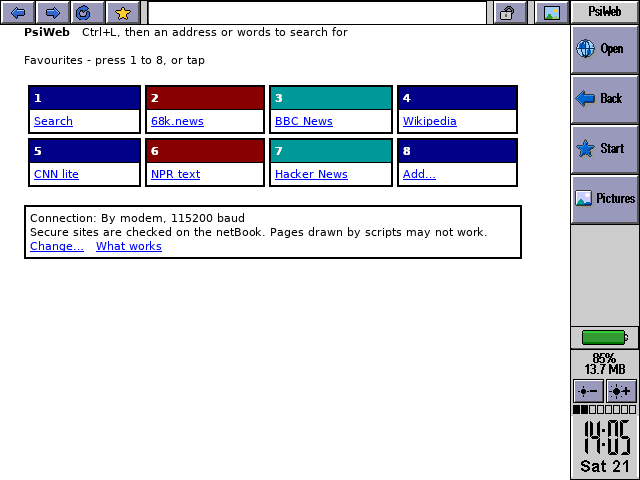 PsiWeb Ctrl+L, then an address or words to search for
Favourites - press 1 to 8, or tap
1
Search
2
68k.news
3
BBC News
4
Wikipedia
5
CNN lite
6
NPR text
7
Hacker News
8
Add...
Connection: By modem, 115200 baud
Secure sites are checked on the netBook. Pages drawn by scripts may not work.
Change... What works
PsiWeb
Open
Back
Start
Pictures
85%
13.7 MB
14:05
Sat 21